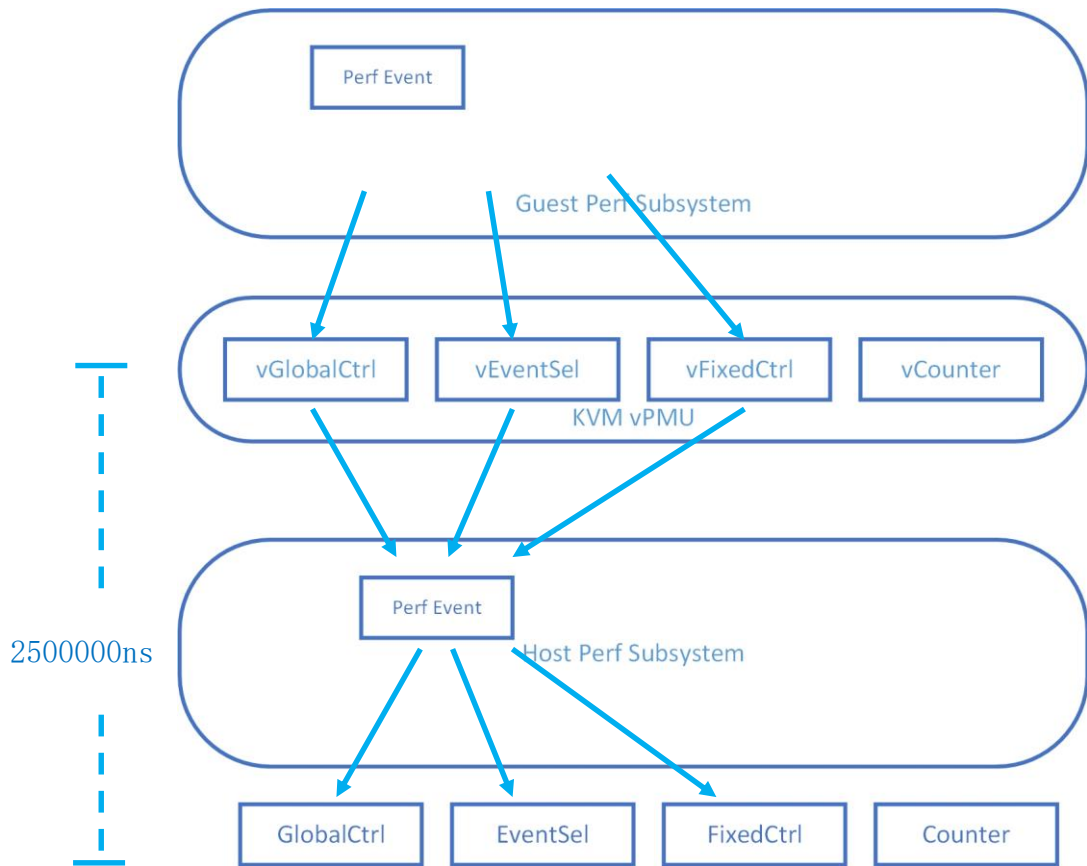 Perf Event
Guest Perf Subsystem
vGlobalCtrl
vEventSel
vFixedCtrl
vCounter
KVM vPMU
Perf Event
2500000ns
Host Perf Subsystem
GlobalCtrl
EventSel
FixedCtrl
Counter